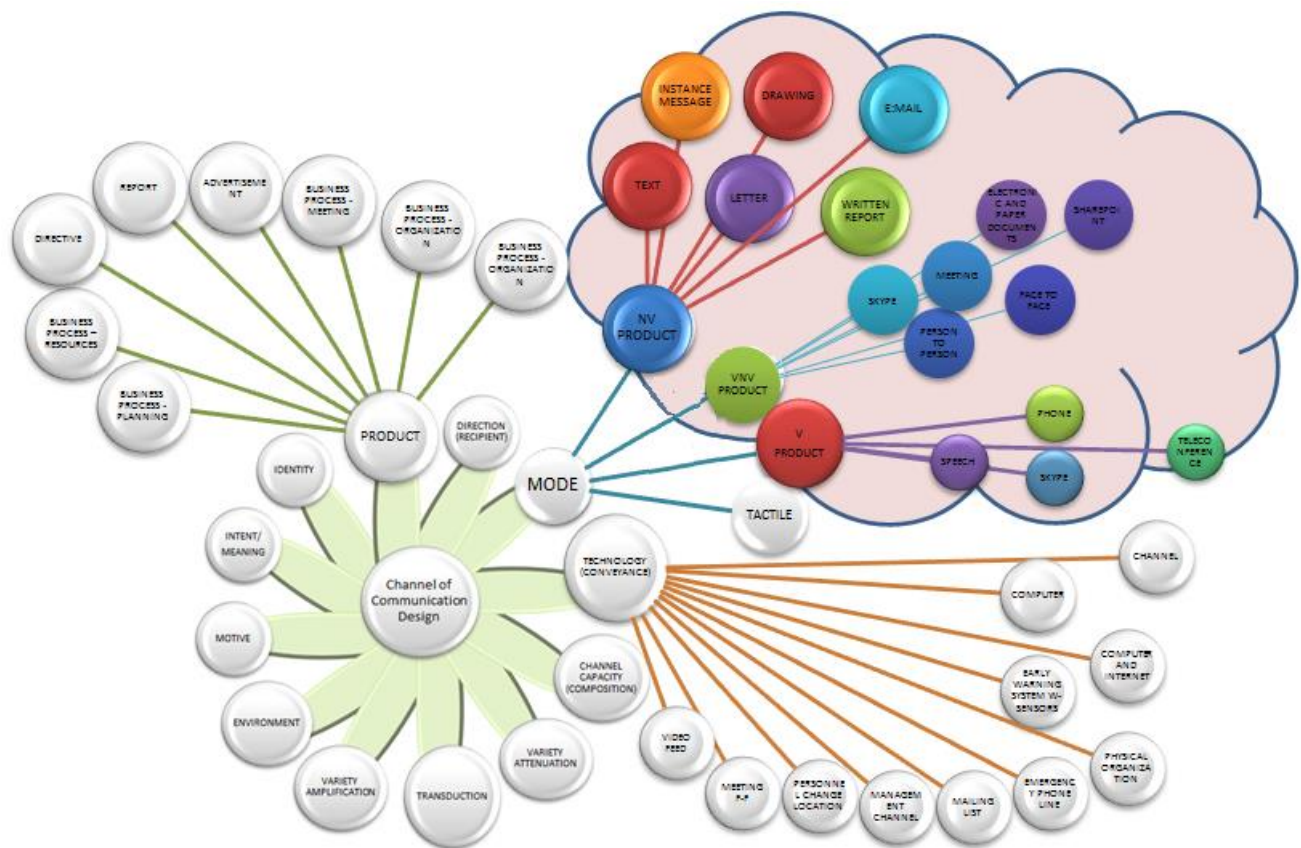 INSTANCE
MESSAGE
DRAWING
E:MAIL
TEXT
LETTER
WRITTEN
REPORT
ELECTRONI
C AND
PAPER
DOCUMENTS
SHAREPOI
NT
SKYPE
MEETING
FACE TO
FACE
PERSON
TO
PERSON
NV
PRODUCT
VNV
PRODUCT
V
PRODUCT
PHONE
SPEECH
SKYPE
TELECO
NFEREN
CE
REPORT
ADVERTISEME
NT
BUSINESS
PROCESS -
MEETING
BUSINESS
PROCESS -
ORGANIZATIO
N
BUSINESS
PROCESS -
ORGANIZATIO
N
DIRECTIVE
BUSINESS
PROCESS –
RESOURCES
BUSINESS
PROCESS -
PLANNING
PRODUCT
DIRECTION
(RECIPIENT)
MODE
TACTILE
IDENTITY
INTENT/
MEANING
MOTIVE
ENVIRONMENT
VARIETY
AMPLIFICATION
TRANSDUCTION
VARIETY
ATTENUATION
CHANNEL
CAPACITY
(COMPOSITION)
TECHNOLOGY
(CONVEYANCE)
Channel of
Communication
Design
CHANNEL
COMPUTER
COMPUTER
AND
INTERNET
EARLY
WARNING
SYSTEM W-
SENSORS
PHYSICAL
ORGANIZA
TION
EMERGENC
Y PHONE
LINE
MAILING
LIST
MANAGEM
ENT
CHANNEL
PERSONNE
L CHANGE
LOCATION
MEETING
F-F
VIDEO
FEED